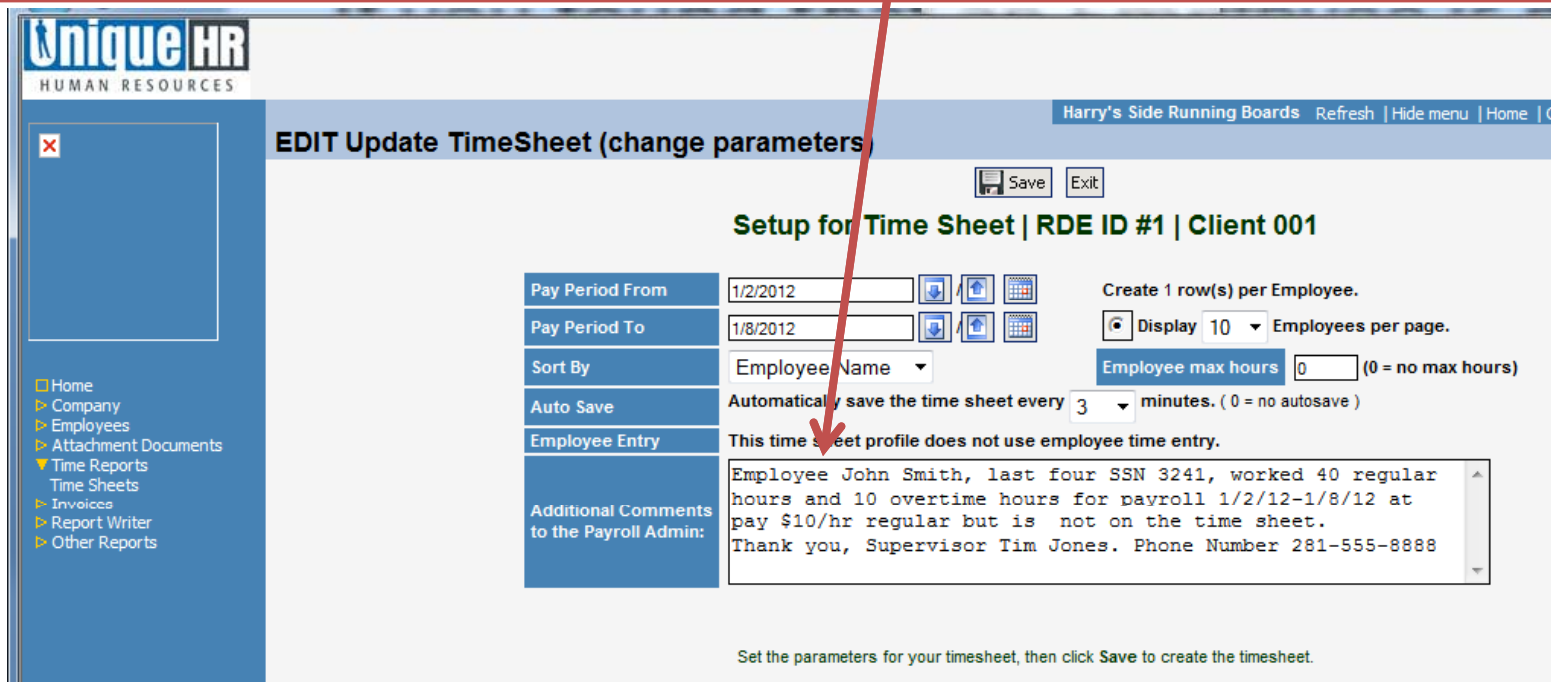 Unique HR
HUMAN RESOURCES
Harry's Side Running Boards Refresh | Hide menu | Home |
EDIT Update TimeSheet (change parameters)
Save Exit
Setup for Time Sheet | RDE ID #1 | Client 001
Pay Period From 1/2/2012 / Create 1 row(s) per Employee.
Pay Period To 1/8/2012 / Display 10 Employees per page.
Sort By Employee Name Employee max hours 0 (0 = no max hours)
Auto Save Automatically save the time sheet every 3 minutes. ( 0 = no autosave )
Employee Entry This time sheet profile does not use employee time entry.
Additional Comments
to the Payroll Admin:
Employee John Smith, last four SSN 3241, worked 40 regular
hours and 10 overtime hours for payroll 1/2/12-1/8/12 at
pay $10/hr regular but is not on the time sheet.
Thank you, Supervisor Tim Jones. Phone Number 281-555-8888
Home
Company
Employees
Attachment Documents
Time Reports
Time Sheets
Invoices
Report Writer
Other Reports
Set the parameters for your timesheet, then click Save to create the timesheet.